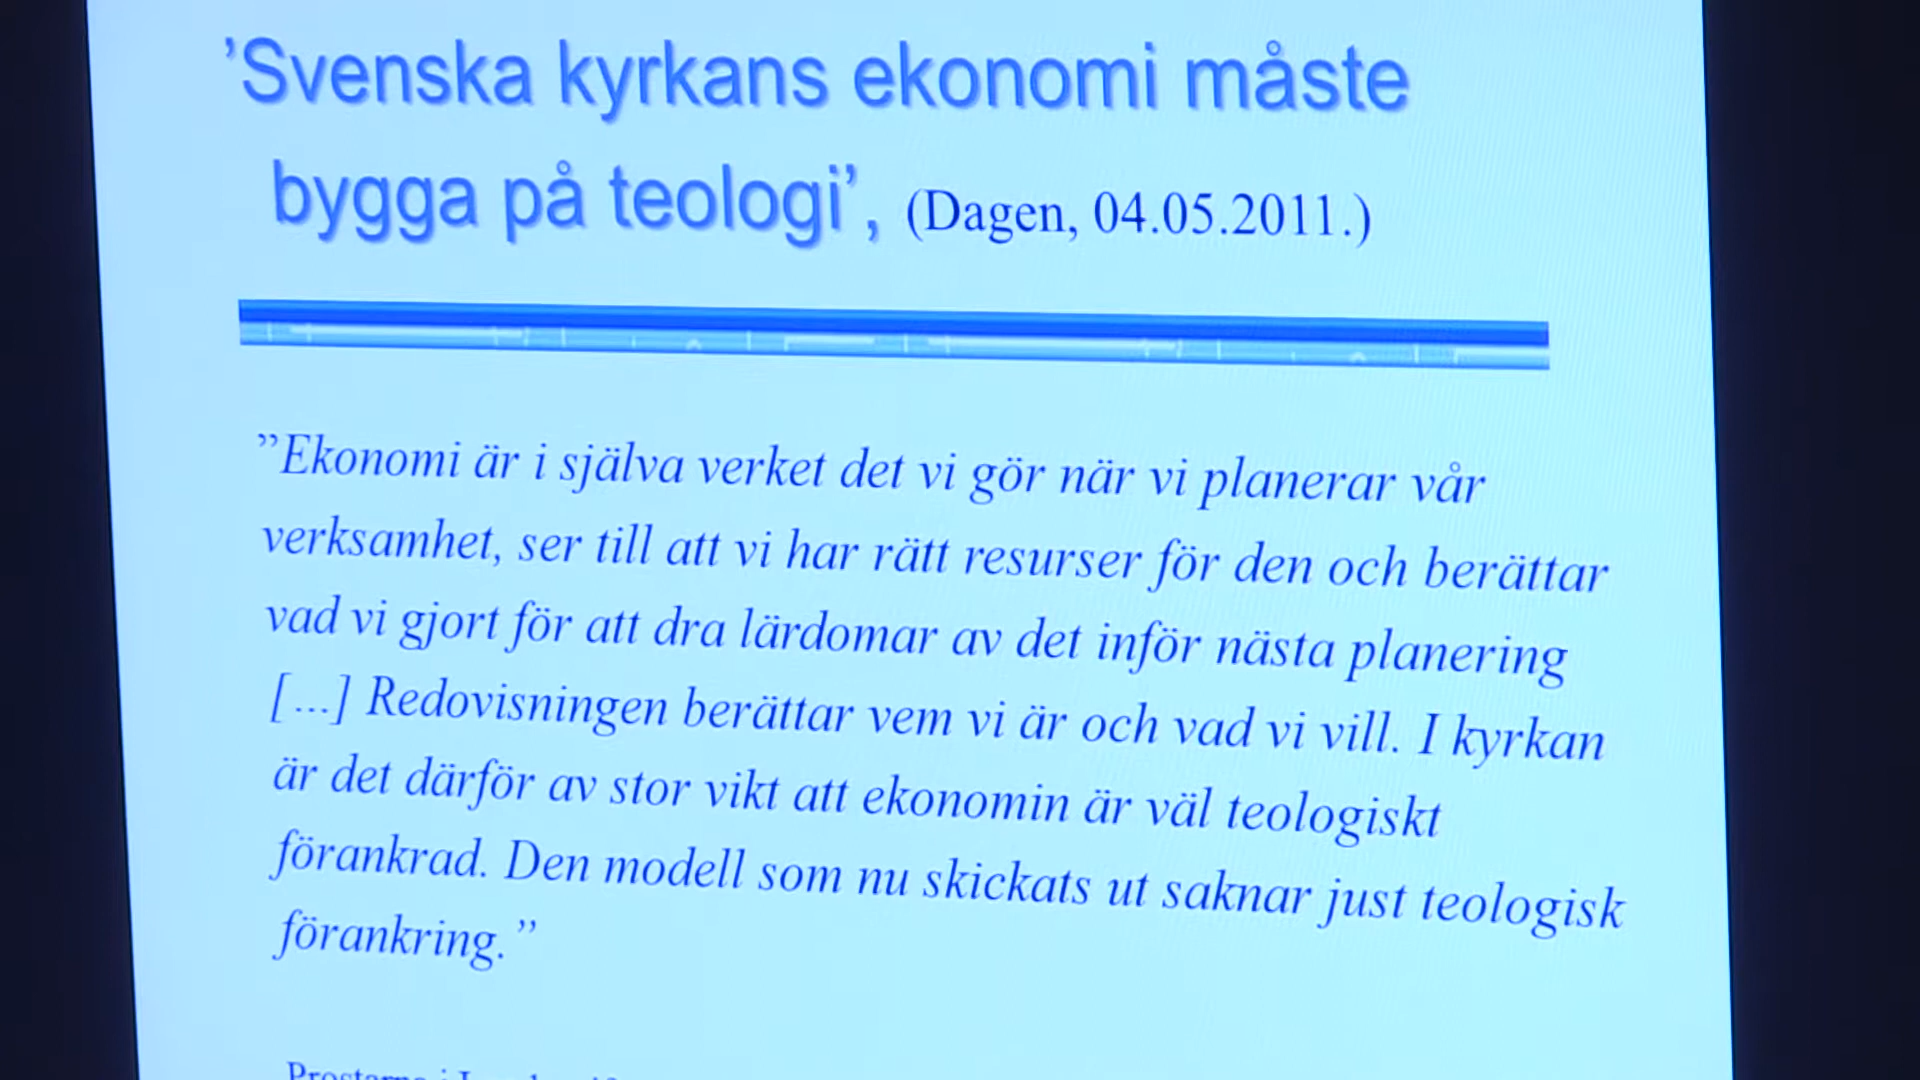 ’Svenska kyrkans ekonomi måste
bygga på teologi’, (Dagen, 04.05.2011.)
”Ekonomi är i själva verket det vi gör när vi planerar vår
verksamhet, ser till att vi har rätt resurser för den och berättar
vad vi gjort för att dra lärdomar av det inför nästa planering
[...] Redovisningen berättar vem vi är och vad vi vill. I kyrkan
är det därför av stor vikt att ekonomin är väl teologiskt
förankrad. Den modell som nu skickats ut saknar just teologisk
förankring.”